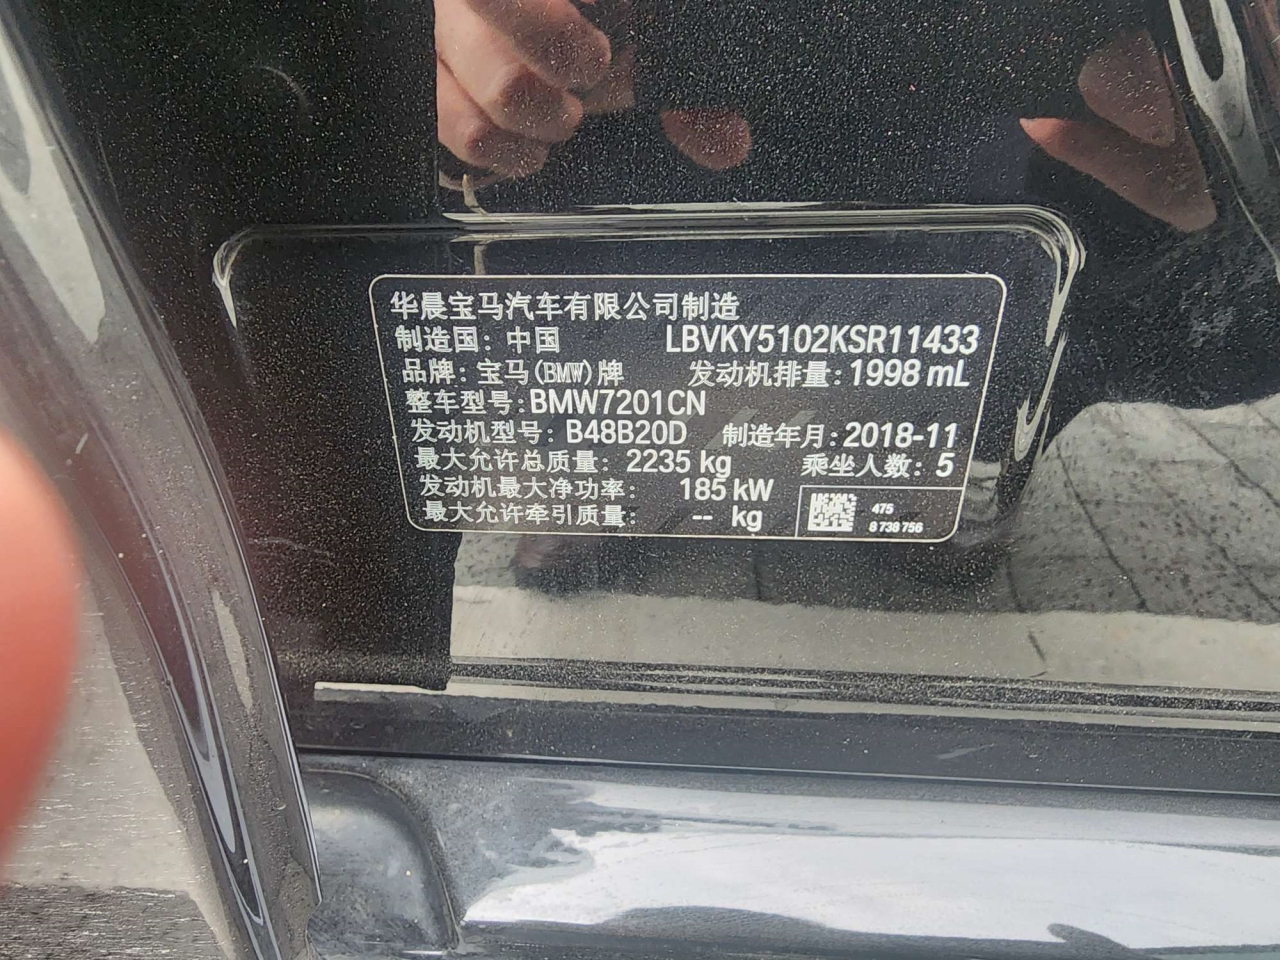 华晨宝马汽车有限公司制造
制造国: 中国 LBVKY5102KSR11433
品牌: 宝马(BMW)牌 发动机排量: 1998 mL
整车型号: BMW7201CN
发动机型号: B48B20D 制造年月: 2018-11
最大允许总质量: 2235 kg 乘坐人数: 5
发动机最大净功率: 185 kW
最大允许牵引质量: -- kg
475
8 738 756